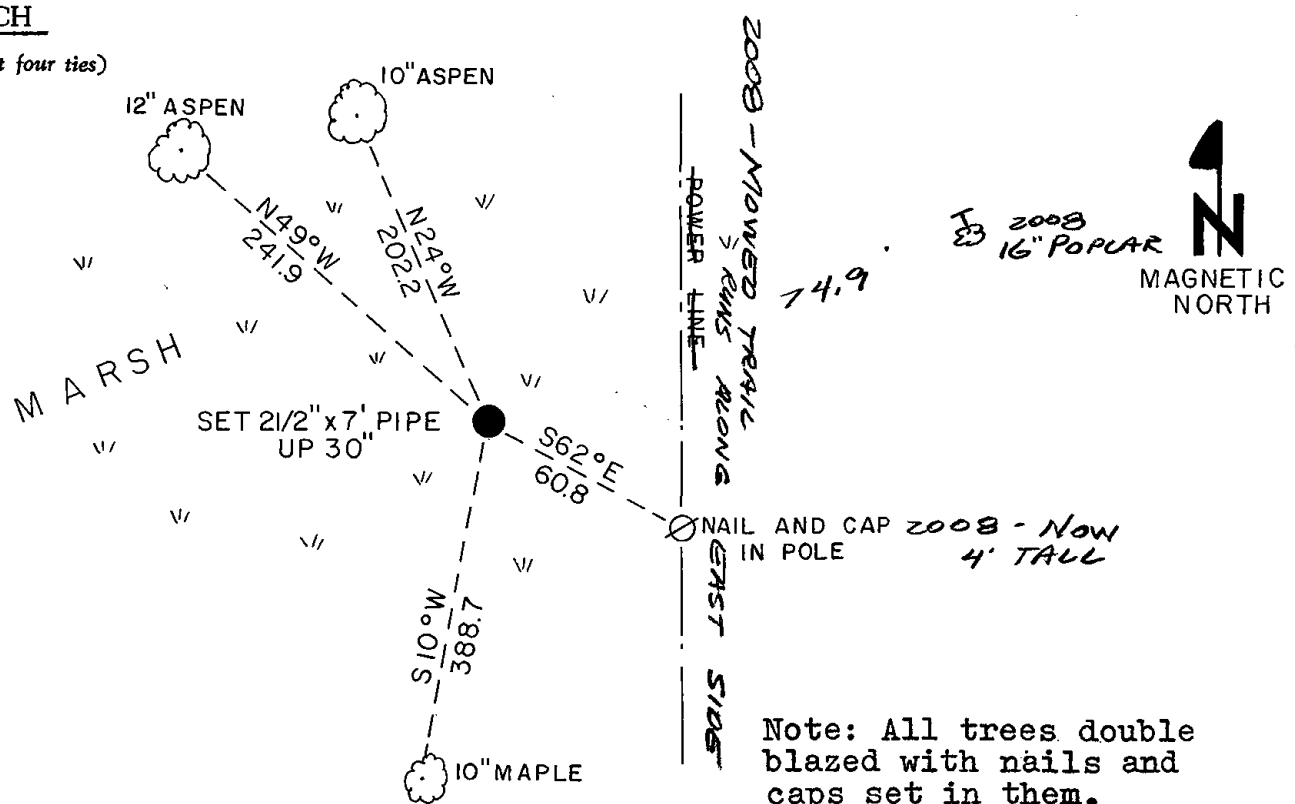 CH
t four ties)
12" ASPEN
10" ASPEN
N49°W
241.9
N24°W
202.2
MARSH
SET 2 1/2" x 7' PIPE
UP 30"
S62°E
60.8
S10°W
388.7
10" MAPLE
POWER LINE
2008 - MOWED TRAIL
RUNS ALONG
EAST SIDE
74.9
2008
16" POPLAR
N
MAGNETIC
NORTH
NAIL AND CAP
IN POLE
2008 - NOW
4' TALL
Note: All trees double
blazed with nails and
caps set in them.